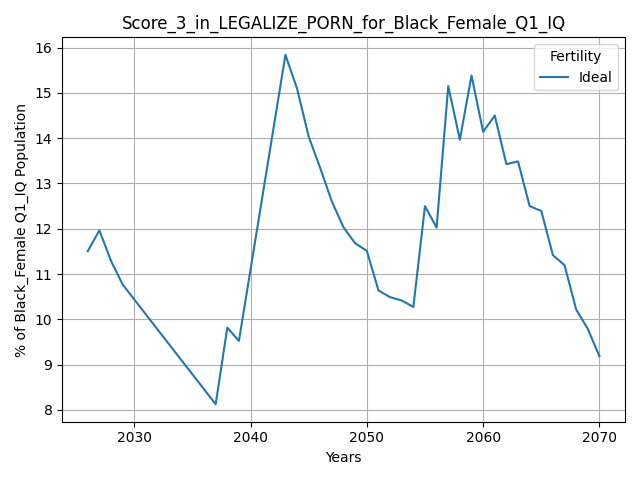 Score_3_in_LEGALIZE_PORN_for_Black_Female_Q1_IQ
Fertility
Ideal
% of Black_Female Q1_IQ Population
16
15
14
13
12
11
10
9
8
2030 2040 2050 2060 2070
Years